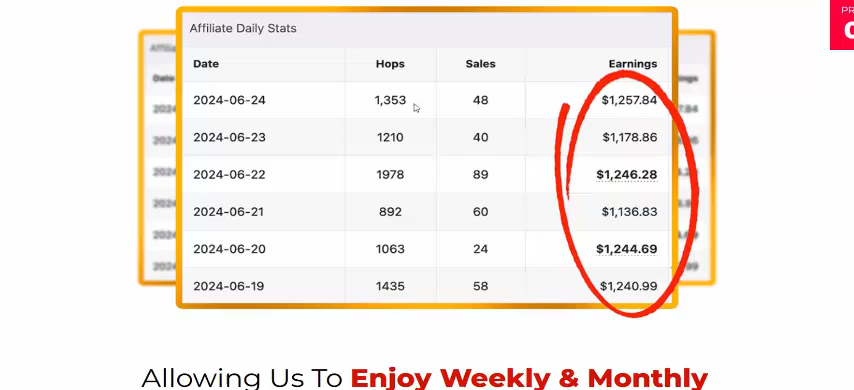 PR
Affiliate Daily Stats
Date Hops Sales Earnings
2024-06-24 1,353 48 $1,257.84
2024-06-23 1210 40 $1,178.86
2024-06-22 1978 89 $1,246.28
2024-06-21 892 60 $1,136.83
2024-06-20 1063 24 $1,244.69
2024-06-19 1435 58 $1,240.99
Allowing Us To Enjoy Weekly & Monthly